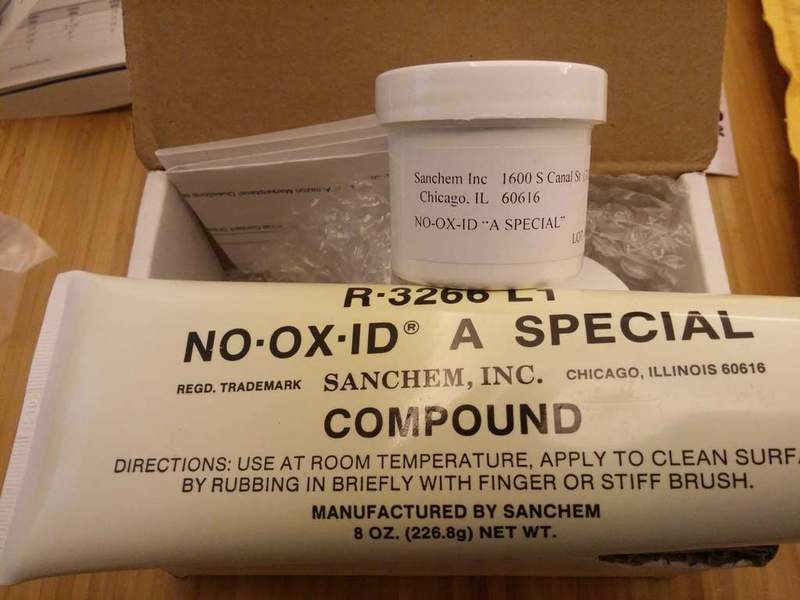 Sanchem Inc 1600 S Canal St
Chicago, IL 60616
NO-OX-ID "A SPECIAL"
LOT
R-3266 L1
NO·OX·ID® A SPECIAL
REGD. TRADEMARK SANCHEM, INC. CHICAGO, ILLINOIS 60616
COMPOUND
DIRECTIONS: USE AT ROOM TEMPERATURE, APPLY TO CLEAN SURFA
BY RUBBING IN BRIEFLY WITH FINGER OR STIFF BRUSH.
MANUFACTURED BY SANCHEM
8 OZ. (226.8g) NET WT.